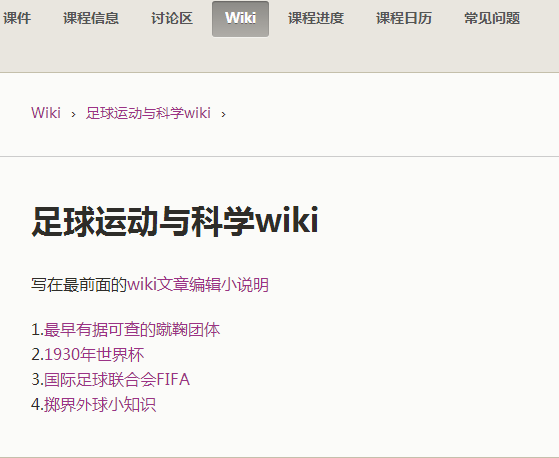 课件 课程信息 讨论区 Wiki 课程进度 课程日历 常见问题
Wiki › 足球运动与科学wiki ›
足球运动与科学wiki
写在最前面的wiki文章编辑小说明
1.最早有据可查的蹴鞠团体
2.1930年世界杯
3.国际足球联合会FIFA
4.掷界外球小知识